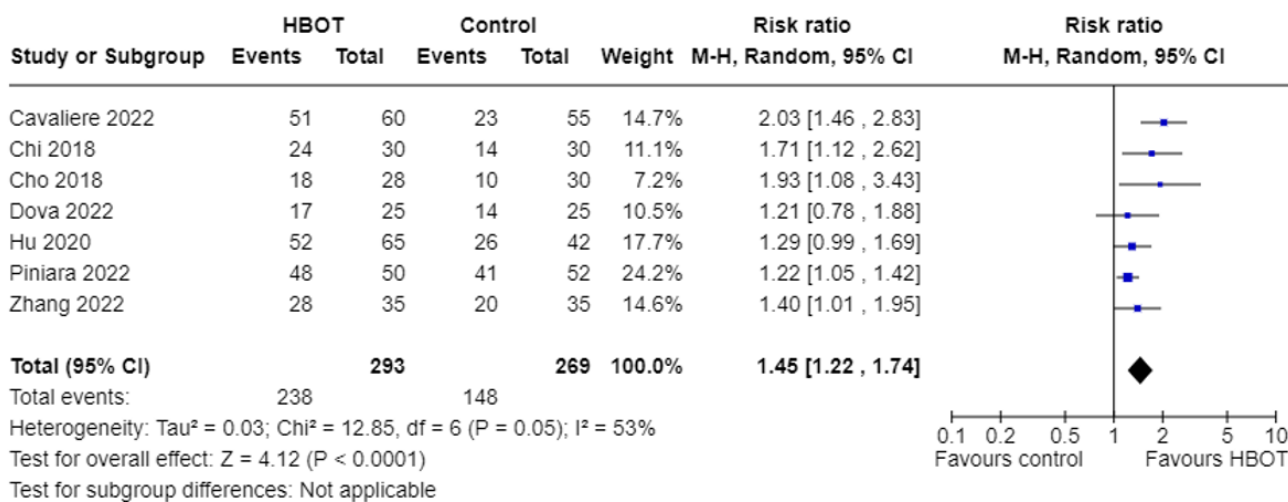 HBOT Control Risk ratio Risk ratio
Study or Subgroup Events Total Events Total Weight M-H, Random, 95% CI M-H, Random, 95% CI
Cavaliere 2022 51 60 23 55 14.7% 2.03 [1.46 , 2.83]
Chi 2018 24 30 14 30 11.1% 1.71 [1.12 , 2.62]
Cho 2018 18 28 10 30 7.2% 1.93 [1.08 , 3.43]
Dova 2022 17 25 14 25 10.5% 1.21 [0.78 , 1.88]
Hu 2020 52 65 26 42 17.7% 1.29 [0.99 , 1.69]
Piniara 2022 48 50 41 52 24.2% 1.22 [1.05 , 1.42]
Zhang 2022 28 35 20 35 14.6% 1.40 [1.01 , 1.95]
Total (95% CI) 293 269 100.0% 1.45 [1.22 , 1.74]
Total events: 238 148
Heterogeneity: Tau² = 0.03; Chi² = 12.85, df = 6 (P = 0.05); I² = 53%
Test for overall effect: Z = 4.12 (P < 0.0001)
Test for subgroup differences: Not applicable
0.1 0.2 0.5 1 2 5 10
Favours control Favours HBOT